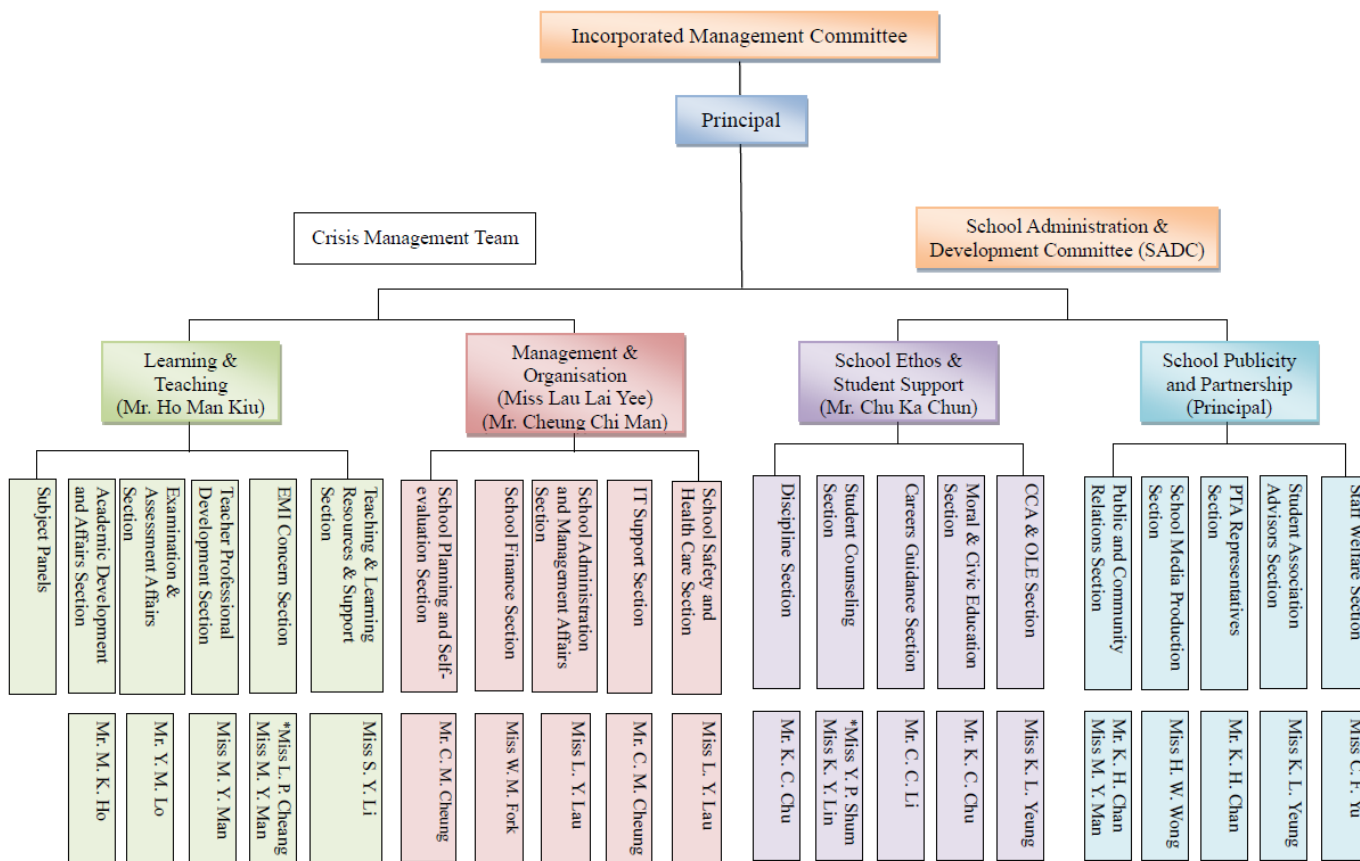 Incorporated Management Committee
Principal
Crisis Management Team
School Administration &
Development Committee (SADC)
Learning &
Teaching
(Mr. Ho Man Kiu)
Management &
Organisation
(Miss Lau Lai Yee)
(Mr. Cheung Chi Man)
School Ethos &
Student Support
(Mr. Chu Ka Chun)
School Publicity
and Partnership
(Principal)
Subject Panels
Academic Development
and Affairs Section
Examination &
Assessment Affairs
Section
Teacher Professional
Development Section
EMI Concern Section
Teaching & Learning
Resources & Support
Section
School Planning and Self-
evaluation Section
School Finance Section
School Administration
and Management Affairs
Section
IT Support Section
School Safety and
Health Care Section
Discipline Section
Student Counseling
Section
Careers Guidance Section
Moral & Civic Education
Section
CCA & OLE Section
Public and Community
Relations Section
School Media Production
Section
PTA Representatives
Section
Student Association
Advisors Section
Staff Welfare Section
Mr. M. K. Ho
Mr. Y. M. Lo
Miss M. Y. Man
*Miss L. P. Cheang
Miss M. Y. Man
Miss S. Y. Li
Mr. C. M. Cheung
Miss W. M. Fork
Miss L. Y. Lau
Mr. C. M. Cheung
Miss L. Y. Lau
Mr. K. C. Chu
*Miss Y. P. Shum
Miss K. Y. Lin
Mr. C. C. Li
Mr. K. C. Chu
Miss K. L. Yeung
Mr. K. H. Chan
Miss M. Y. Man
Miss H. W. Wong
Mr. K. H. Chan
Miss K. L. Yeung
Miss C. F. Yu